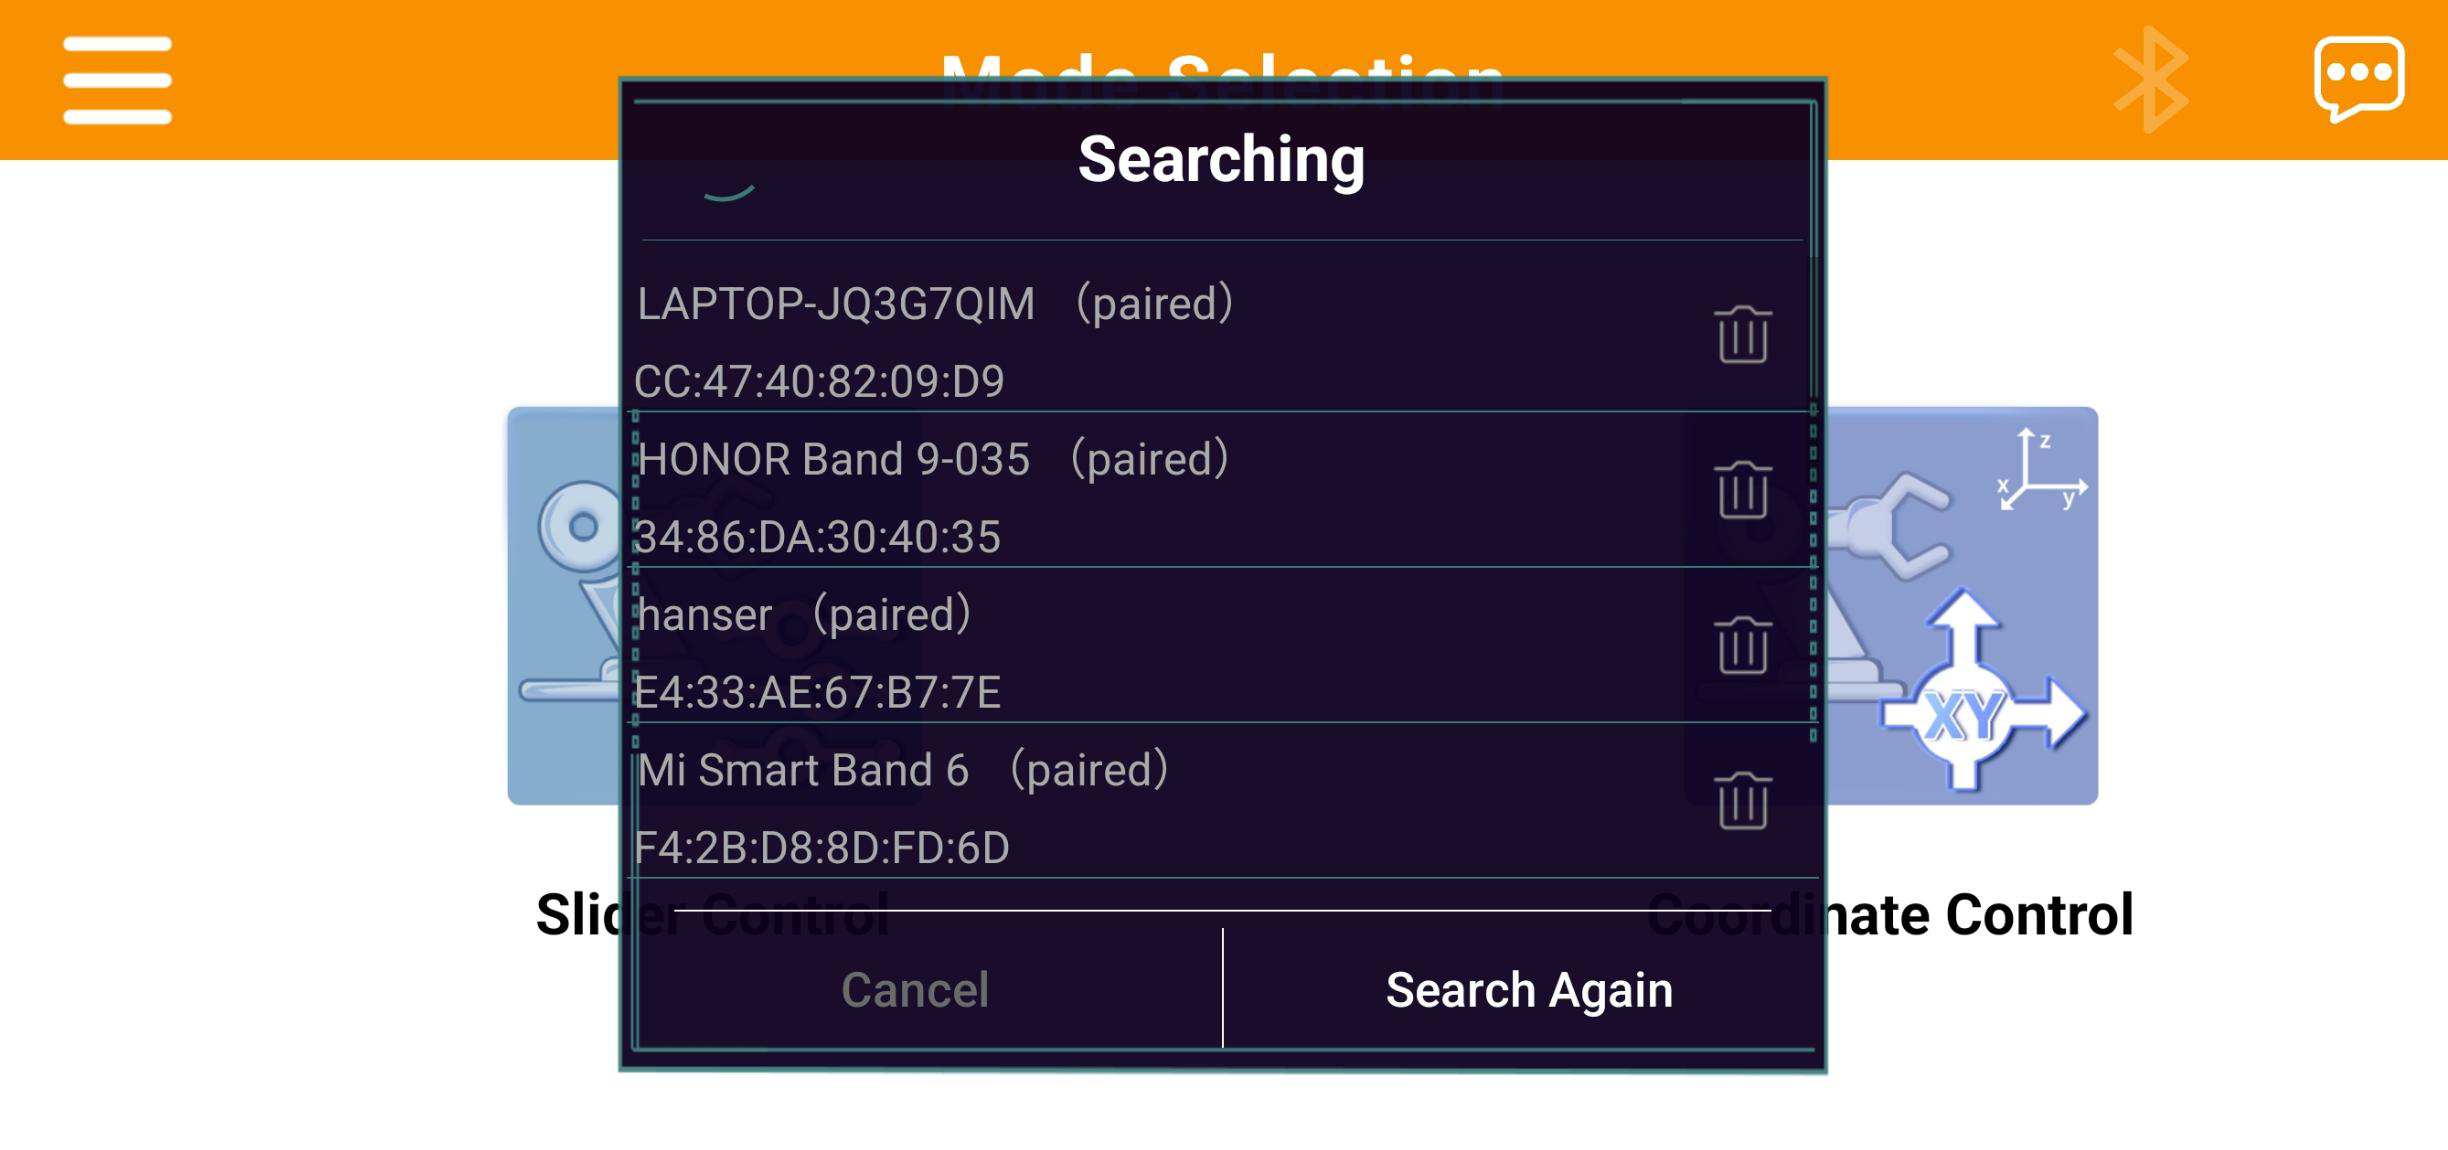 Mode Selection
Searching
LAPTOP-JQ3G7QIM （paired）
CC:47:40:82:09:D9
HONOR Band 9-035 （paired）
34:86:DA:30:40:35
hanser （paired）
E4:33:AE:67:B7:7E
Mi Smart Band 6 （paired）
F4:2B:D8:8D:FD:6D
z
x
y
XY
Slider Control
Coordinate Control
Cancel
Search Again